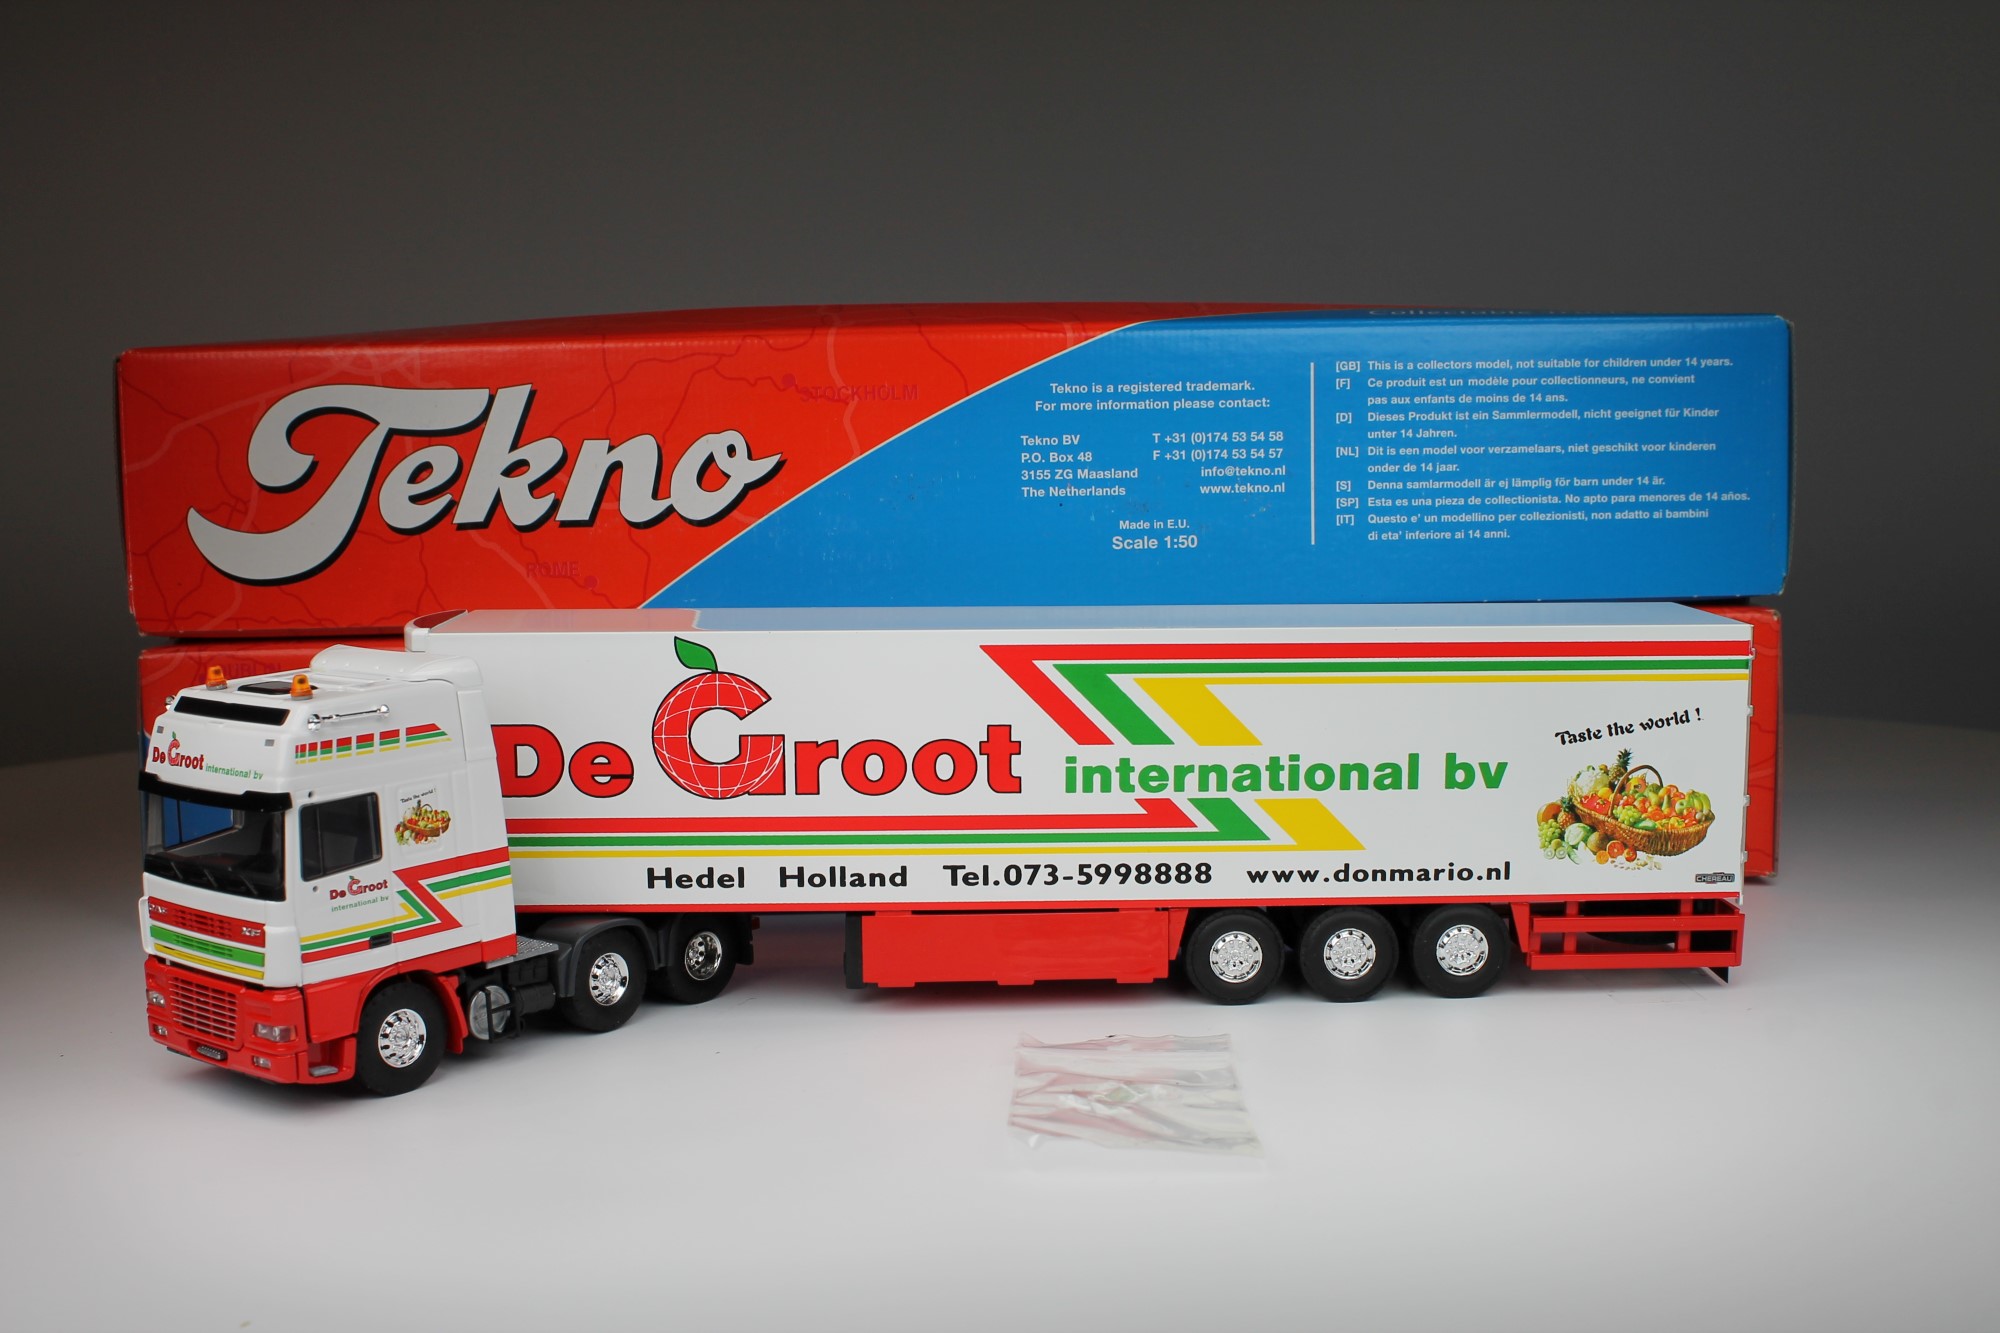 Tekno
STOCKHOLM
ROME
Tekno is a registered trademark.
For more information please contact:
Tekno BV
P.O. Box 48
3155 ZG Maasland
The Netherlands
T +31 (0)174 53 54 58
F +31 (0)174 53 54 57
info@tekno.nl
www.tekno.nl
Made in E.U.
Scale 1:50
[GB] This is a collectors model, not suitable for children under 14 years.
[F] Ce produit est un modèle pour collectionneurs, ne convient
pas aux enfants de moins de 14 ans.
[D] Dieses Produkt ist ein Sammlermodell, nicht geeignet für Kinder
unter 14 Jahren.
[NL] Dit is een model voor verzamelaars, niet geschikt voor kinderen
onder de 14 jaar.
[S] Denna samlarmodell är ej lämplig för barn under 14 år.
[SP] Esta es una pieza de collectionista. No apto para menores de 14 años.
[IT] Questo e' un modellino per collezionisti, non adatto ai bambini
di eta' inferiore ai 14 anni.
DUBLIN
De Groot
international bv
Taste the world !
Hedel Holland Tel.073-5998888 www.donmario.nl
CHEREAU
De Groot international bv
Taste the world !
De Groot
international bv
DAF XF